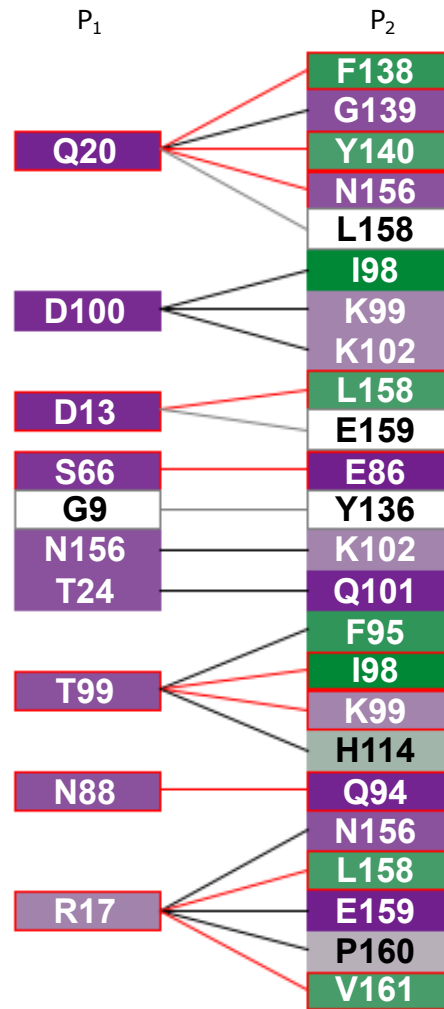 P₁ P₂
F138
G139
Q20 Y140
N156
L158
I98
D100 K99
K102
L158
D13
E159
S66 E86
G9 Y136
N156 K102
T24 Q101
F95
I98
T99
K99
H114
N88 Q94
N156
L158
R17 E159
P160
V161